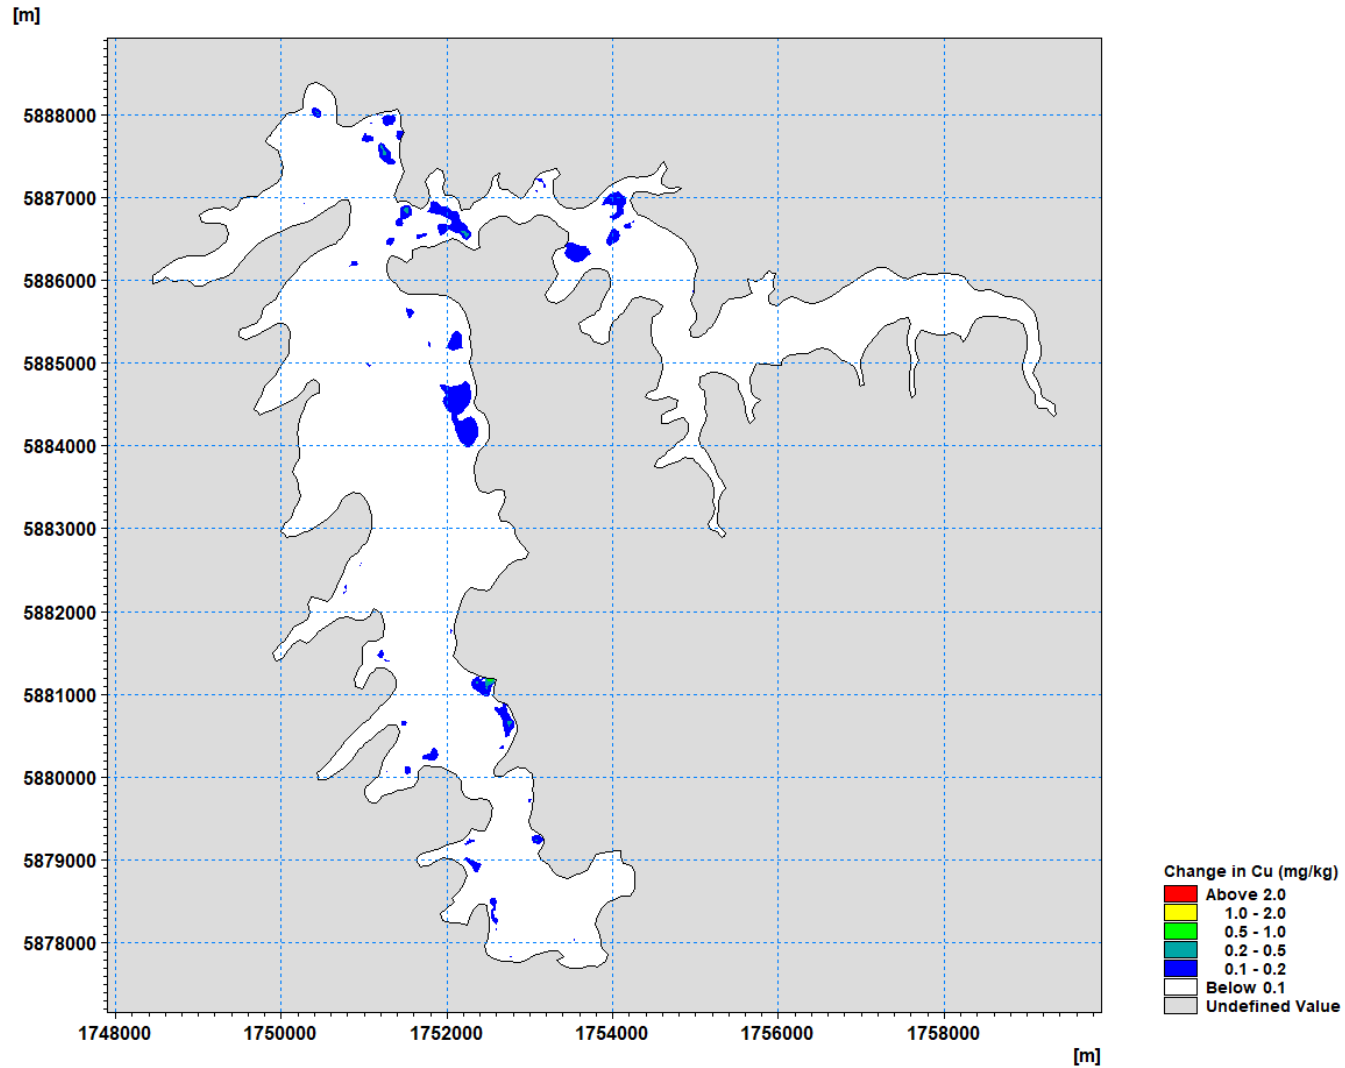 [m]
5888000
5887000
5886000
5885000
5884000
5883000
5882000
5881000
5880000
5879000
5878000
1748000 1750000 1752000 1754000 1756000 1758000
[m]
Change in Cu (mg/kg)
Above 2.0
1.0 - 2.0
0.5 - 1.0
0.2 - 0.5
0.1 - 0.2
Below 0.1
Undefined Value